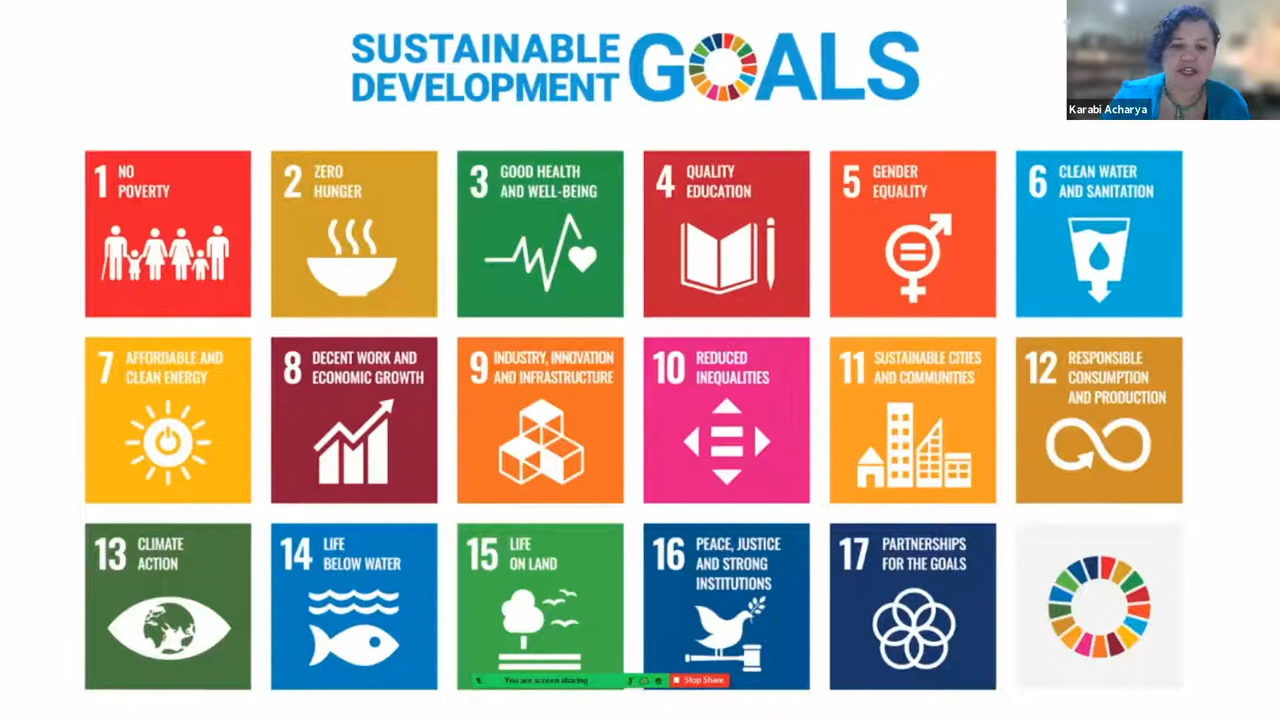 SUSTAINABLE
DEVELOPMENT
GOALS
Karabi Acharya
1 NO
POVERTY
2 ZERO
HUNGER
3 GOOD HEALTH
AND WELL-BEING
4 QUALITY
EDUCATION
5 GENDER
EQUALITY
6 CLEAN WATER
AND SANITATION
7 AFFORDABLE AND
CLEAN ENERGY
8 DECENT WORK AND
ECONOMIC GROWTH
9 INDUSTRY, INNOVATION
AND INFRASTRUCTURE
10 REDUCED
INEQUALITIES
11 SUSTAINABLE CITIES
AND COMMUNITIES
12 RESPONSIBLE
CONSUMPTION
AND PRODUCTION
13 CLIMATE
ACTION
14 LIFE
BELOW WATER
15 LIFE
ON LAND
16 PEACE, JUSTICE
AND STRONG
INSTITUTIONS
17 PARTNERSHIPS
FOR THE GOALS
You are screen sharing
Stop Share